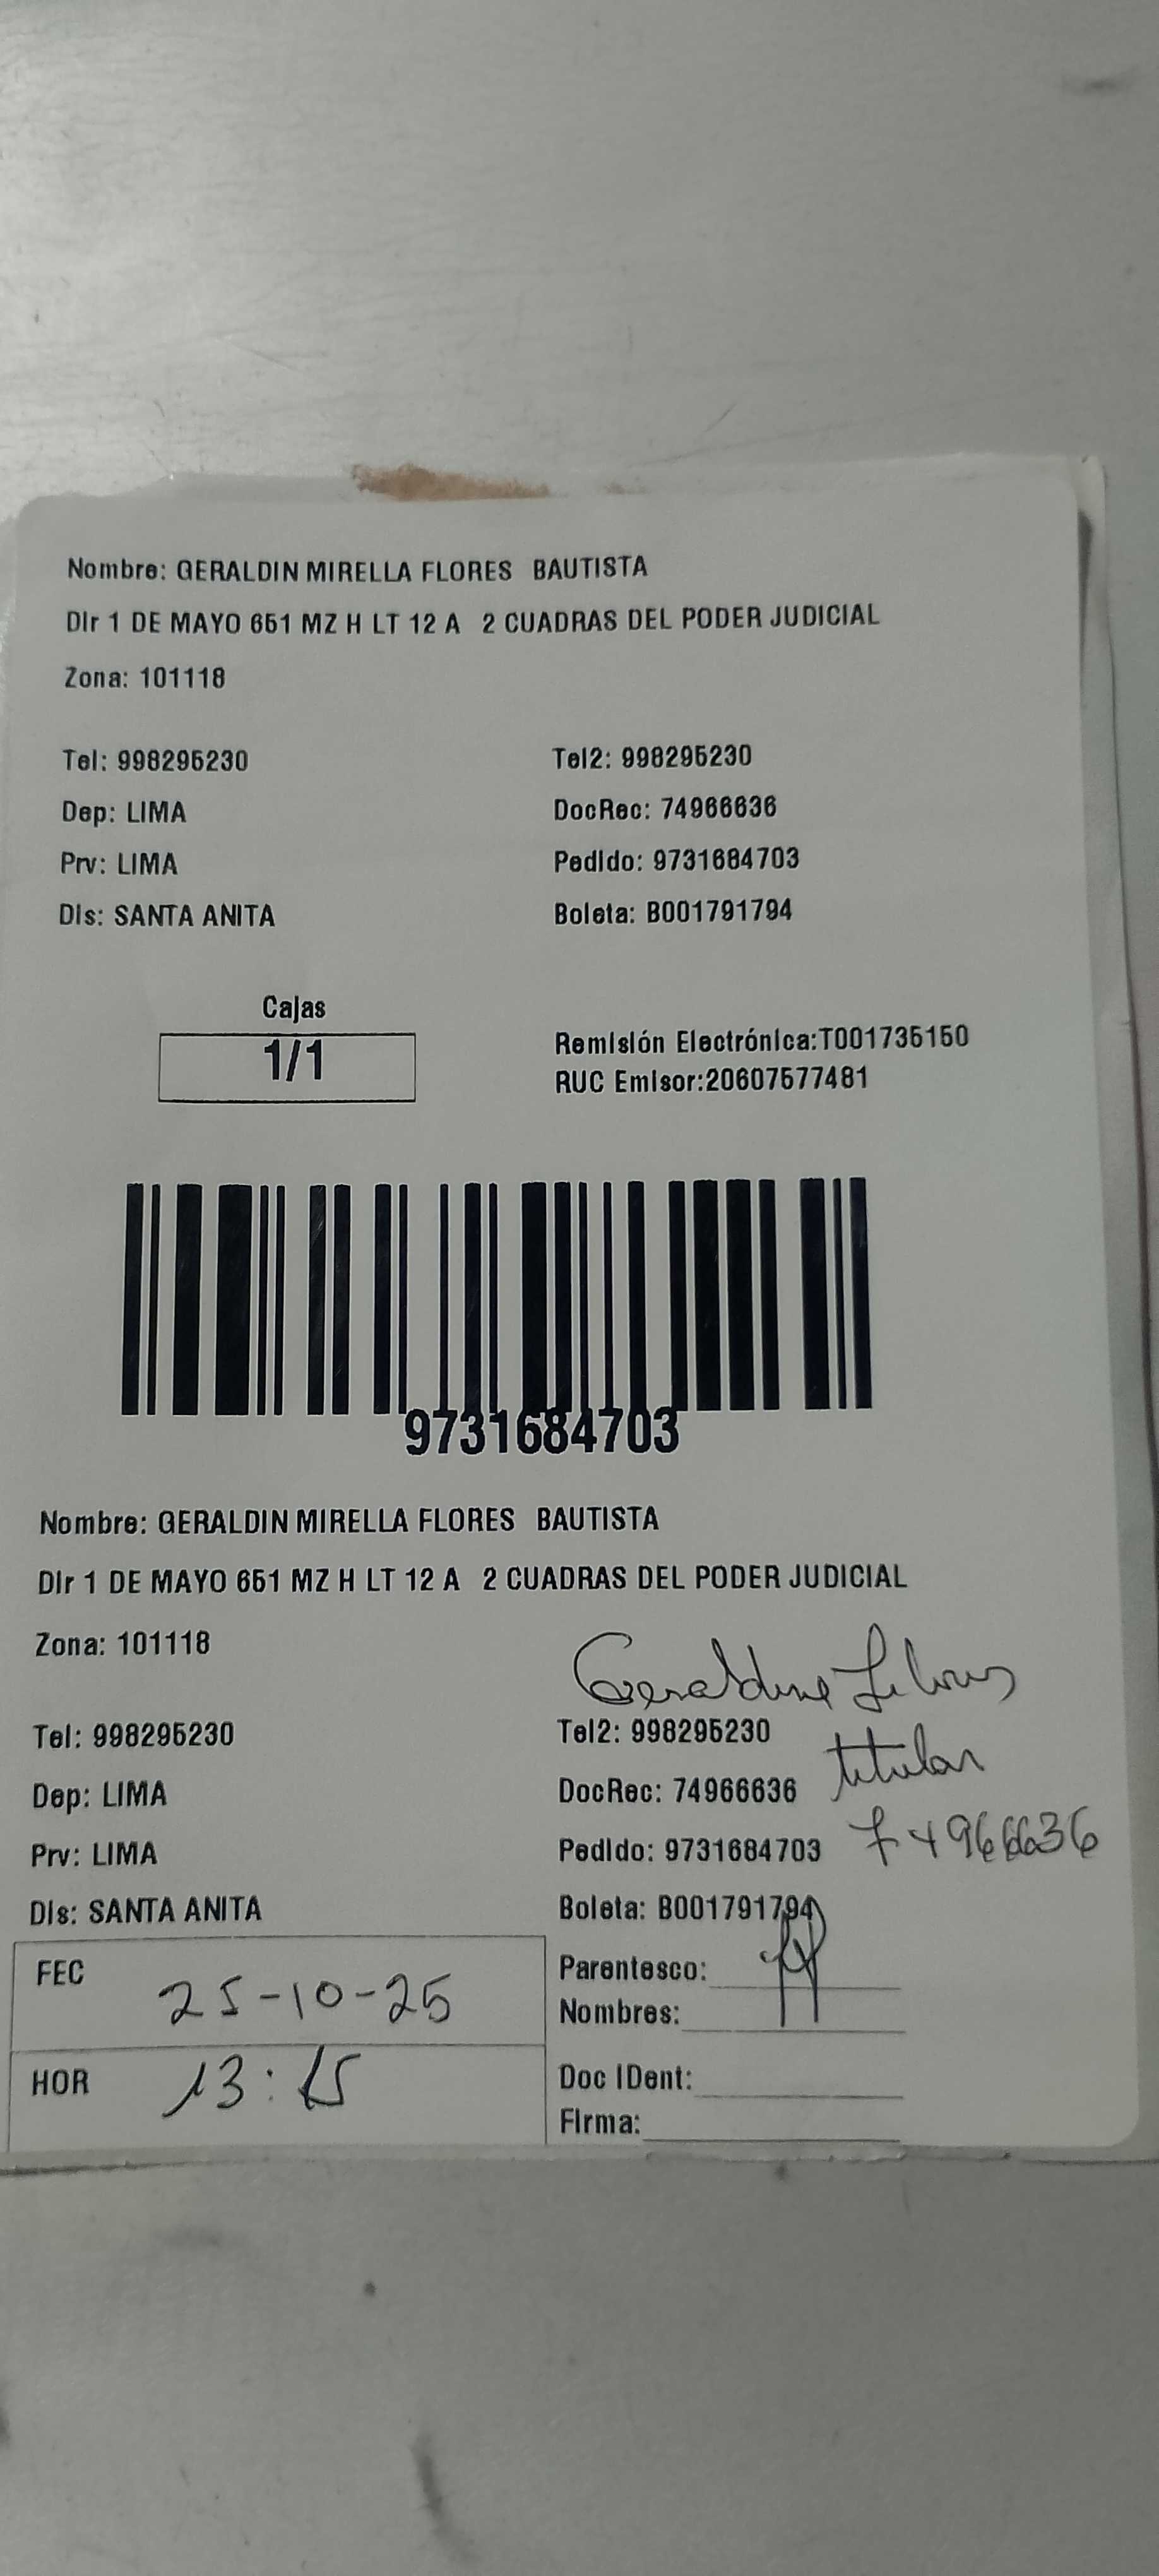 Nombre: GERALDIN MIRELLA FLORES BAUTISTA
Dir 1 DE MAYO 651 MZ H LT 12 A 2 CUADRAS DEL PODER JUDICIAL
Zona: 101118
Tel: 998295230 Tel2: 998295230
Dep: LIMA DocRec: 74966636
Prv: LIMA Pedido: 9731684703
Dis: SANTA ANITA Boleta: B001791794
Cajas
1/1
Remisión Electrónica:T001735150
RUC Emisor:20607577481
9731684703
Nombre: GERALDIN MIRELLA FLORES BAUTISTA
Dir 1 DE MAYO 651 MZ H LT 12 A 2 CUADRAS DEL PODER JUDICIAL
Zona: 101118
Geraldine Flores
Tel: 998295230 Tel2: 998295230
titular
Dep: LIMA DocRec: 74966636
74966636
Prv: LIMA Pedido: 9731684703
Dis: SANTA ANITA Boleta: B001791794
FEC 25-10-25 Parentesco:
Nombres:
HOR 13:15 Doc IDent:
Firma: